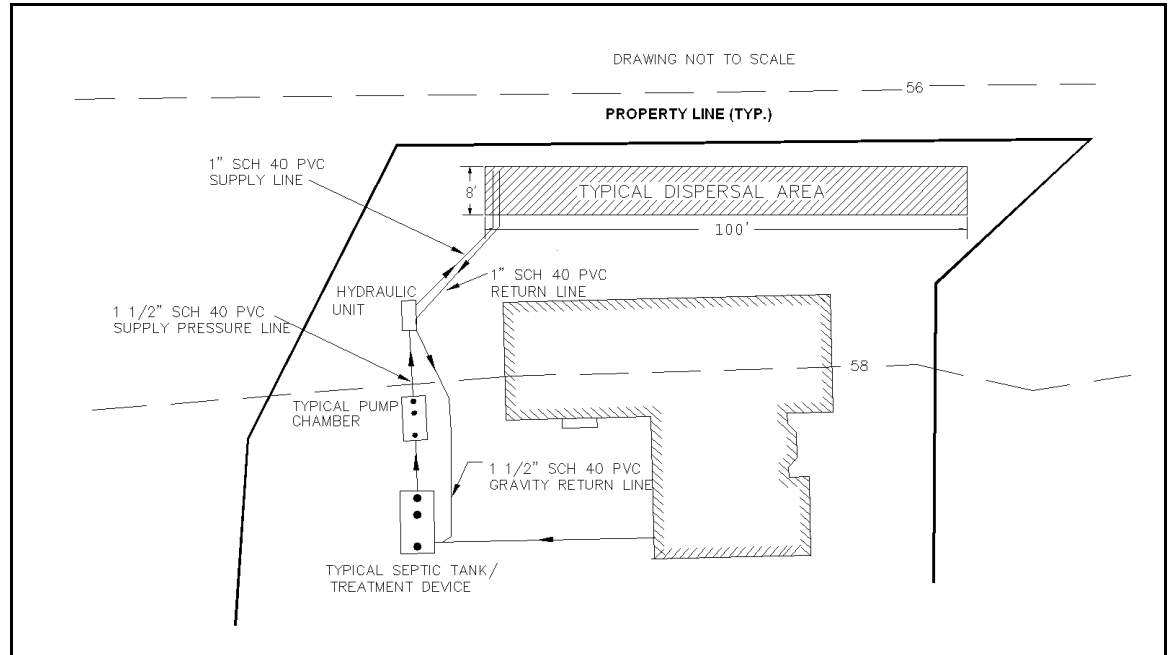 DRAWING NOT TO SCALE
56
PROPERTY LINE (TYP.)
1" SCH 40 PVC
SUPPLY LINE
8'
TYPICAL DISPERSAL AREA
100'
1" SCH 40 PVC
RETURN LINE
HYDRAULIC
UNIT
1 1/2" SCH 40 PVC
SUPPLY PRESSURE LINE
58
TYPICAL PUMP
CHAMBER
1 1/2" SCH 40 PVC
GRAVITY RETURN LINE
TYPICAL SEPTIC TANK/
TREATMENT DEVICE